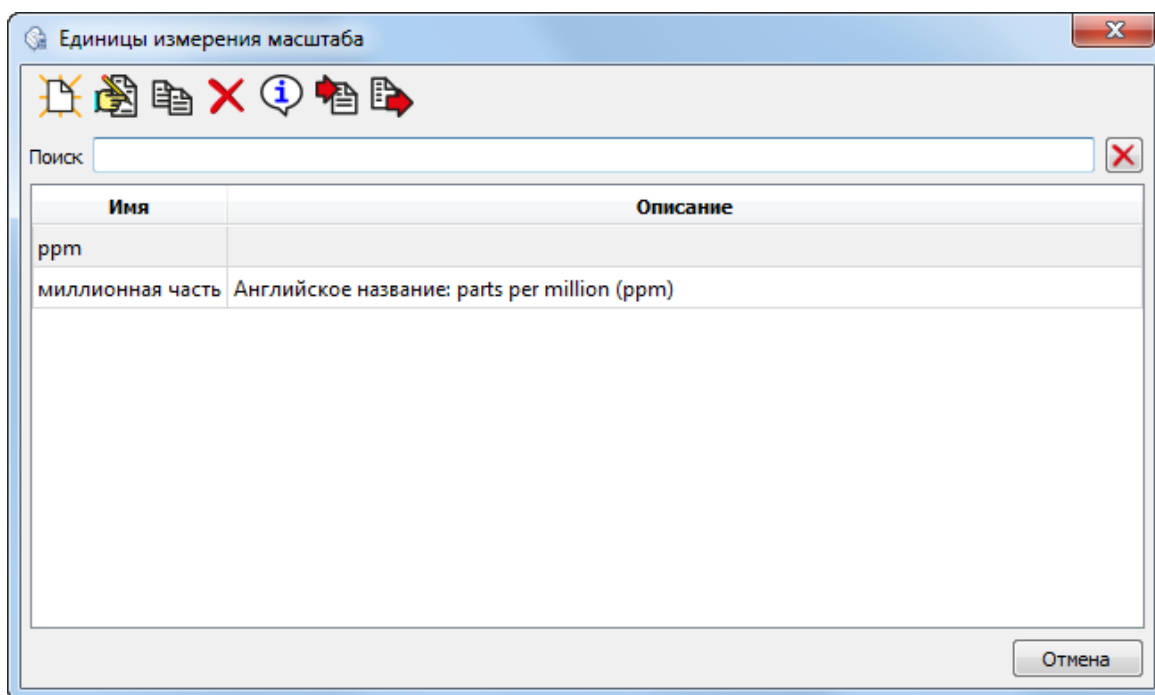 Единицы измерения масштаба
Поиск
Имя Описание
ppm
миллионная часть Английское название: parts per million (ppm)
Отмена